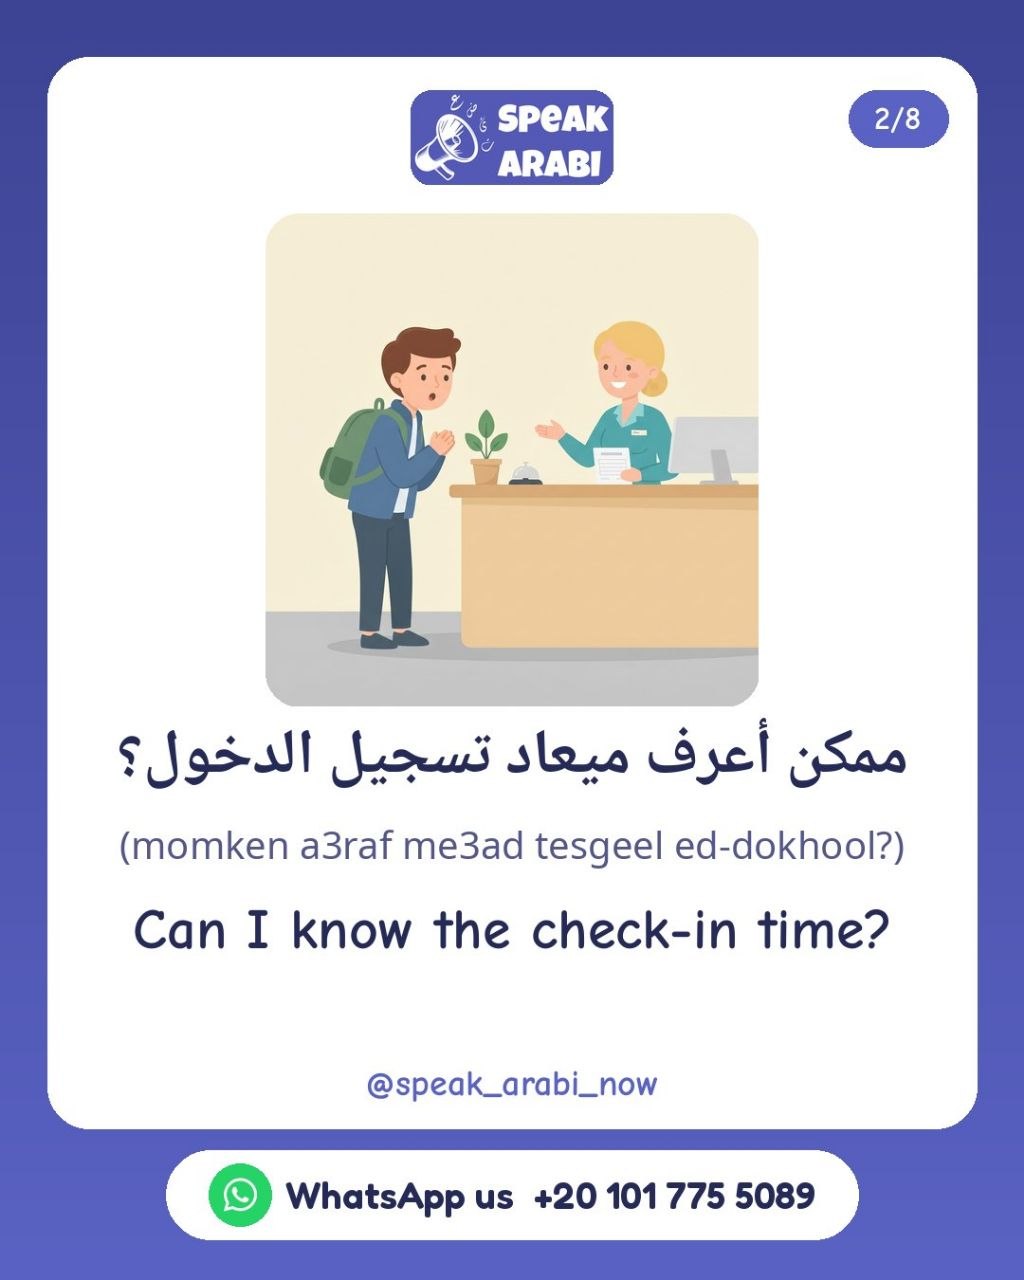 SPEAK
ARABI
2/8
ممكن أعرف ميعاد تسجيل الدخول؟
(momken a3raf me3ad tesgeel ed-dokhool?)
Can I know the check-in time?
@speak_arabi_now
WhatsApp us +20 101 775 5089